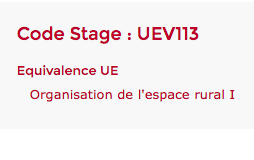 Code Stage : UEV113
Equivalence UE
Organisation de l'espace rural I